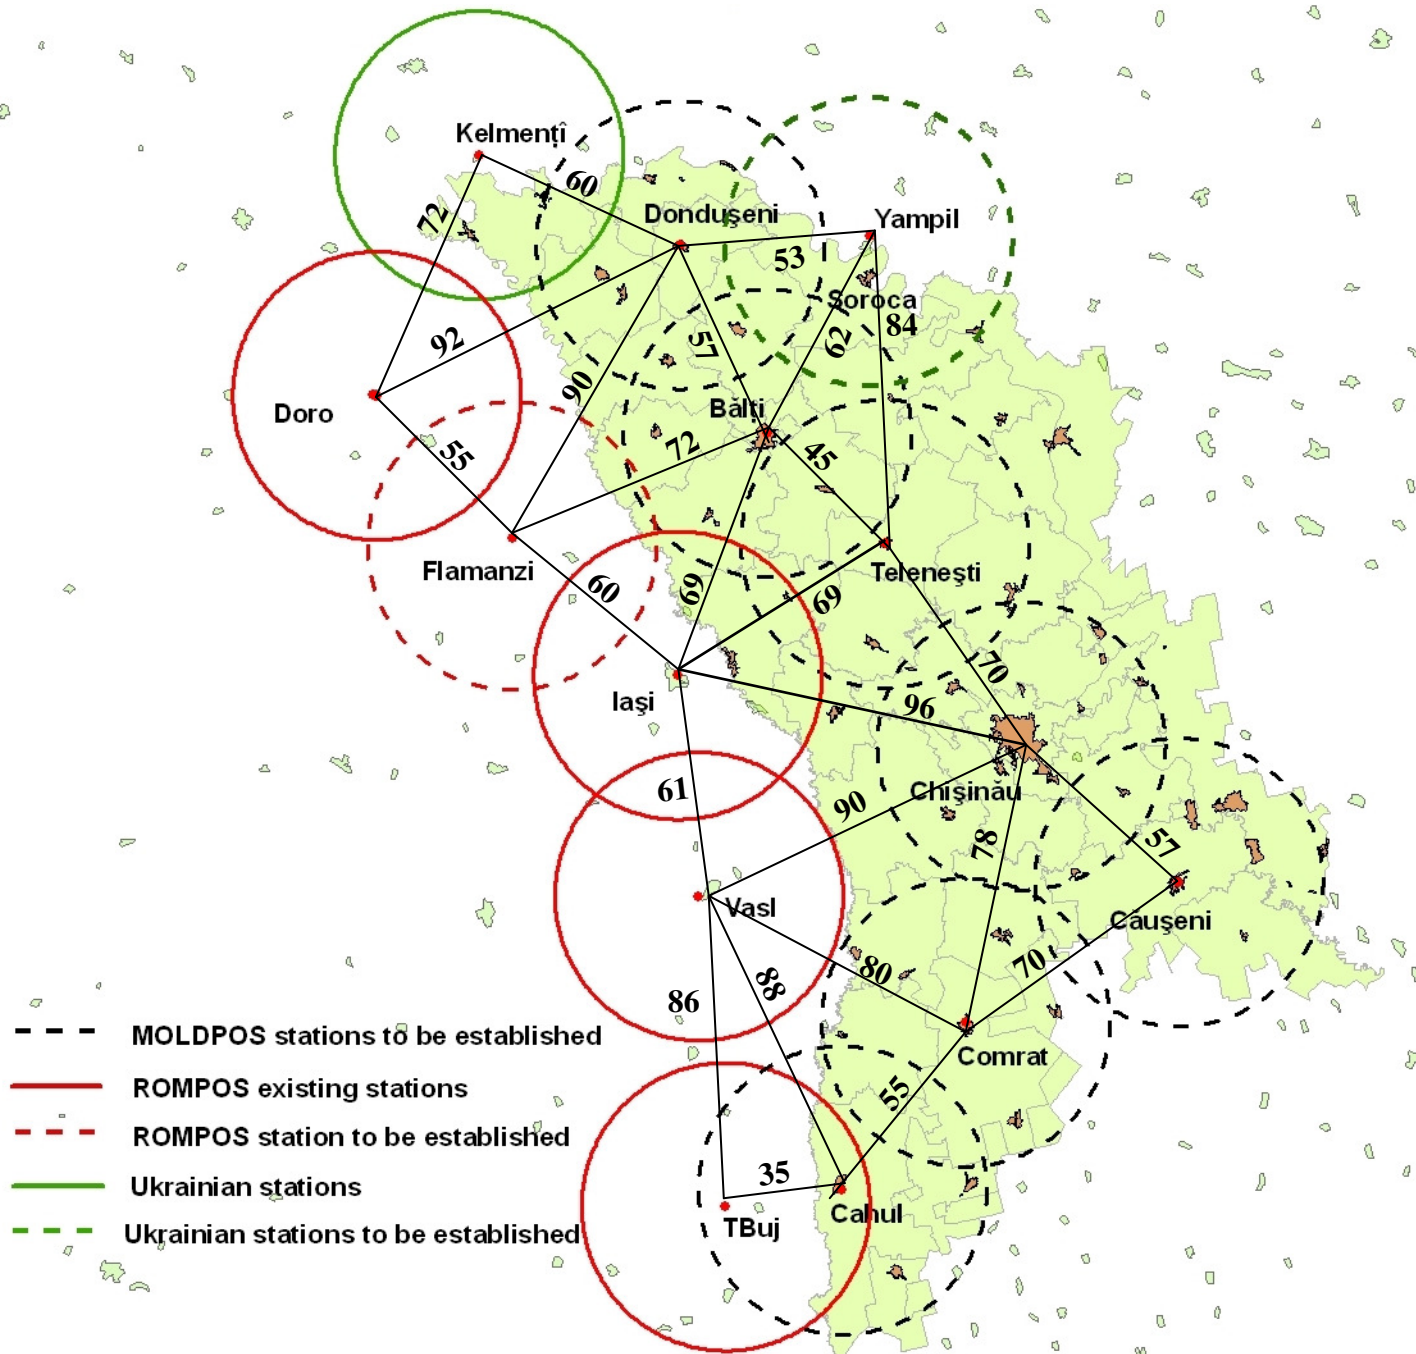 Kelmenţî
60
72
Donduşeni
Yampil
53
Soroca
84
92
57
62
90
Doro
Bălţi
72
45
55
Flamanzi
Teleneşti
60
69
69
70
Iaşi
96
61
Chişinău
90
78
57
Vasl
Căuşeni
80
70
88
86
MOLDPOS stations to be established
Comrat
ROMPOS existing stations
55
ROMPOS station to be established
35
Ukrainian stations
Cahul
TBuj
Ukrainian stations to be established